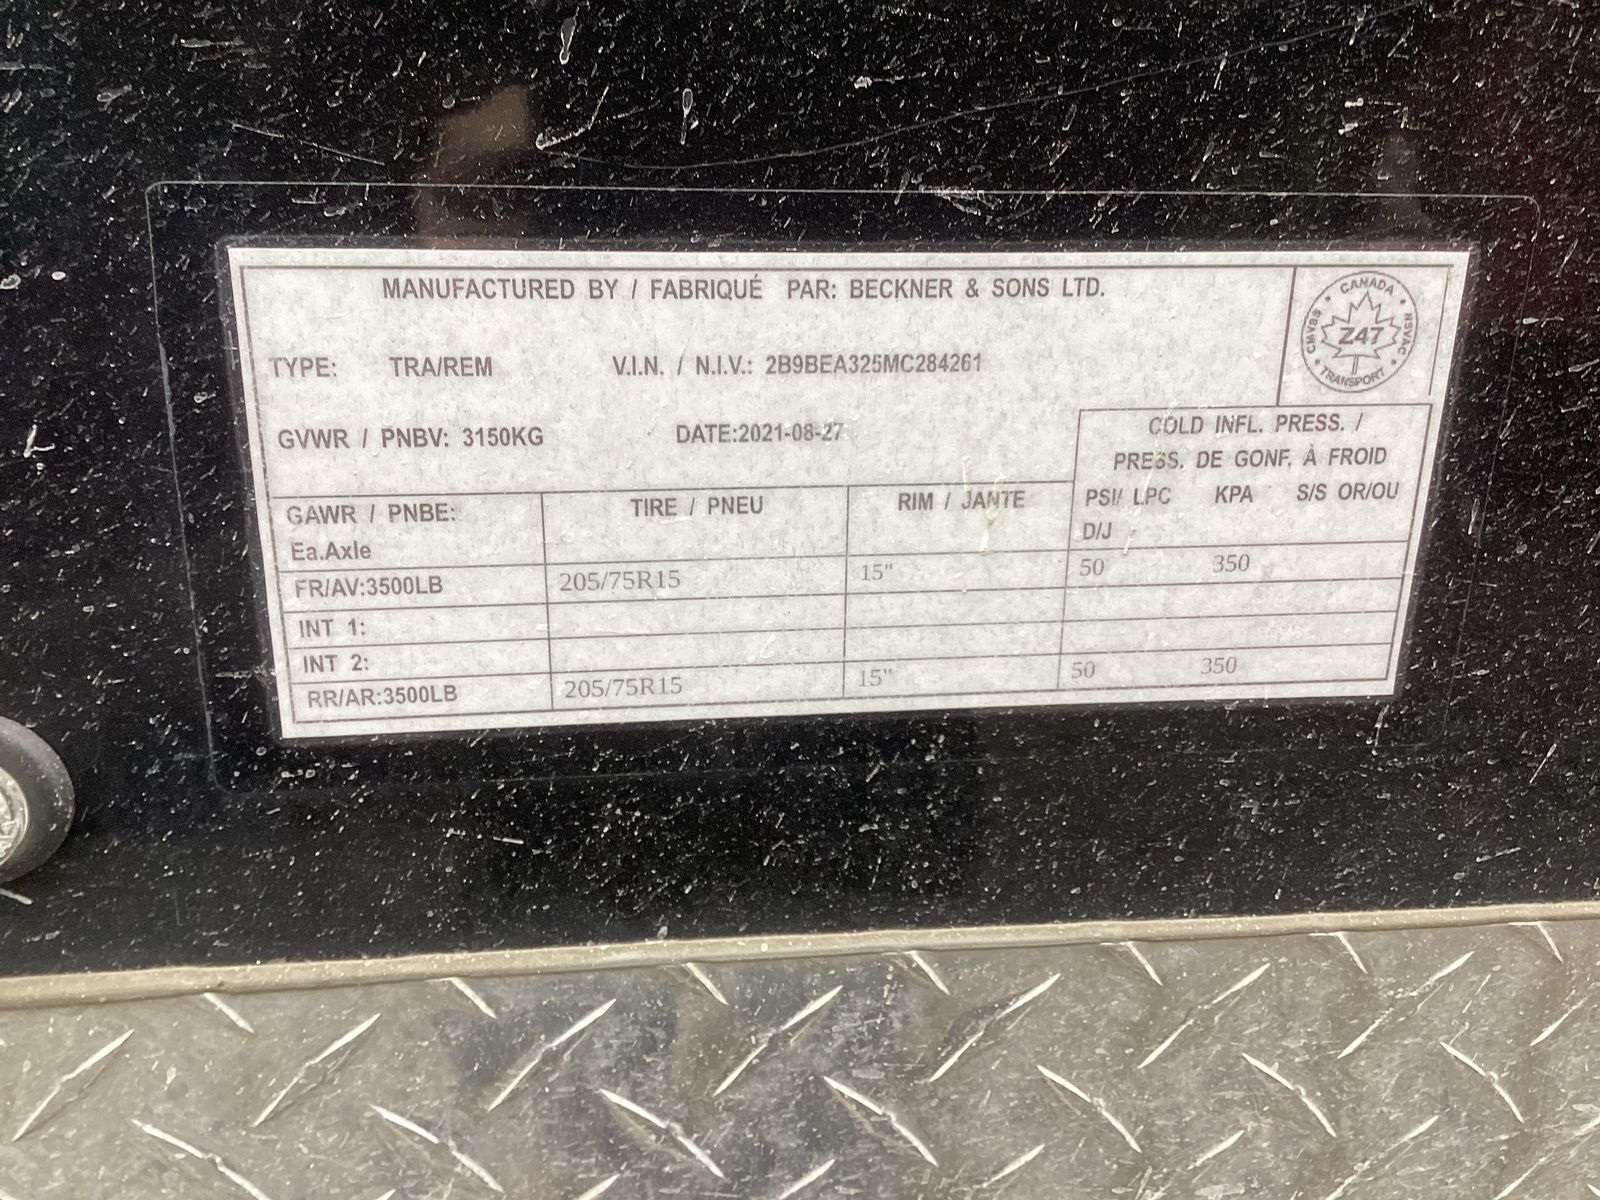 MANUFACTURED BY / FABRIQUÉ PAR: BECKNER & SONS LTD.
CANADA
CMVSS
Z47
NSVAC
TRANSPORT
TYPE: TRA/REM V.I.N. / N.I.V.: 2B9BEA325MC284261
GVWR / PNBV: 3150KG DATE:2021-08-27
COLD INFL. PRESS. /
PRESS. DE GONF. À FROID
GAWR / PNBE: TIRE / PNEU RIM / JANTE PSI/ LPC KPA S/S OR/OU
Ea.Axle D/J
FR/AV:3500LB 205/75R15 15" 50 350
INT 1:
INT 2:
RR/AR:3500LB 205/75R15 15" 50 350